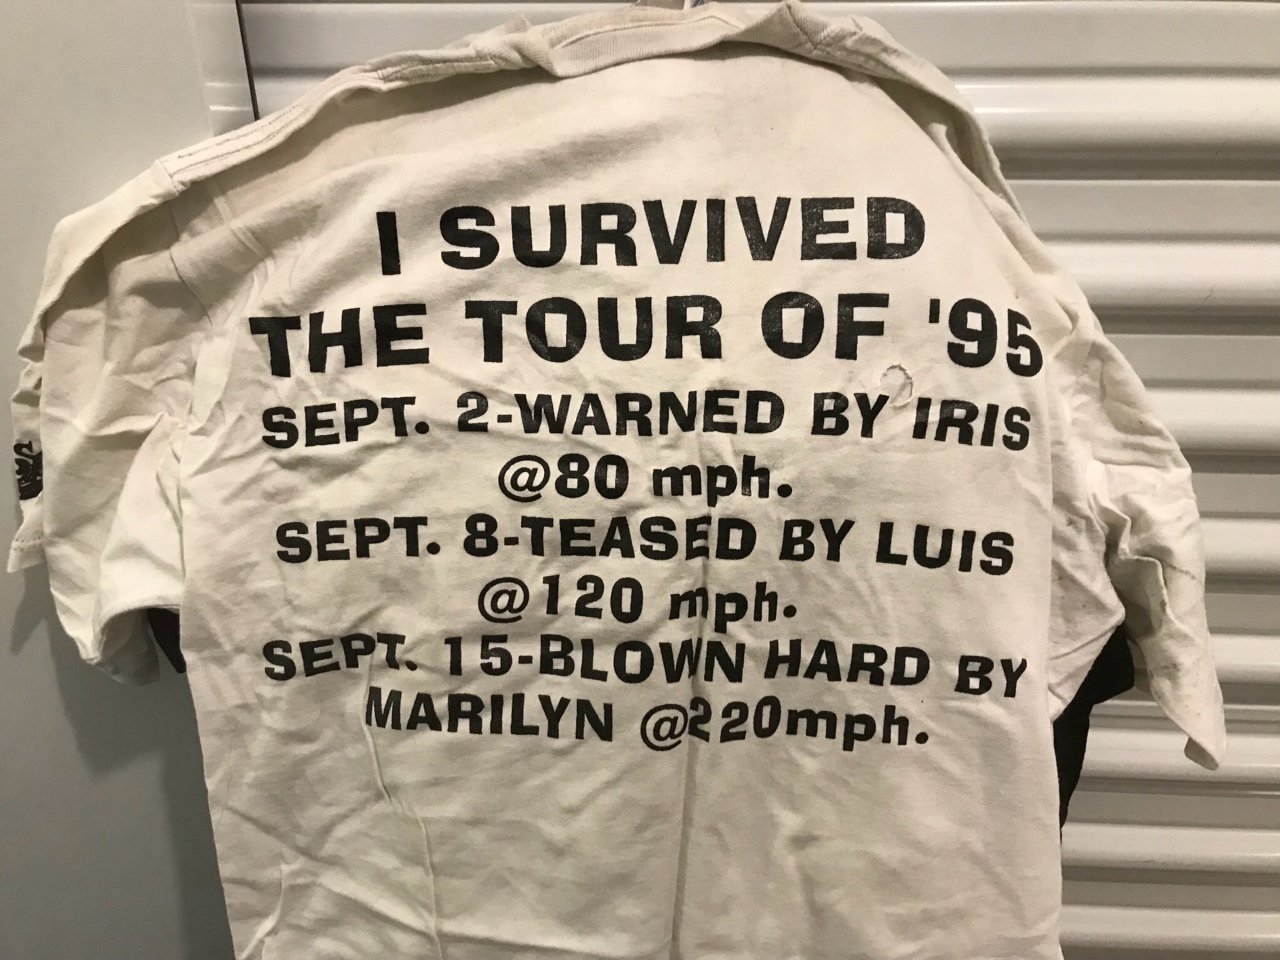 I SURVIVED
THE TOUR OF '95
SEPT. 2-WARNED BY IRIS
@80 mph.
SEPT. 8-TEASED BY LUIS
@120 mph.
SEPT. 15-BLOWN HARD BY
MARILYN @220mph.